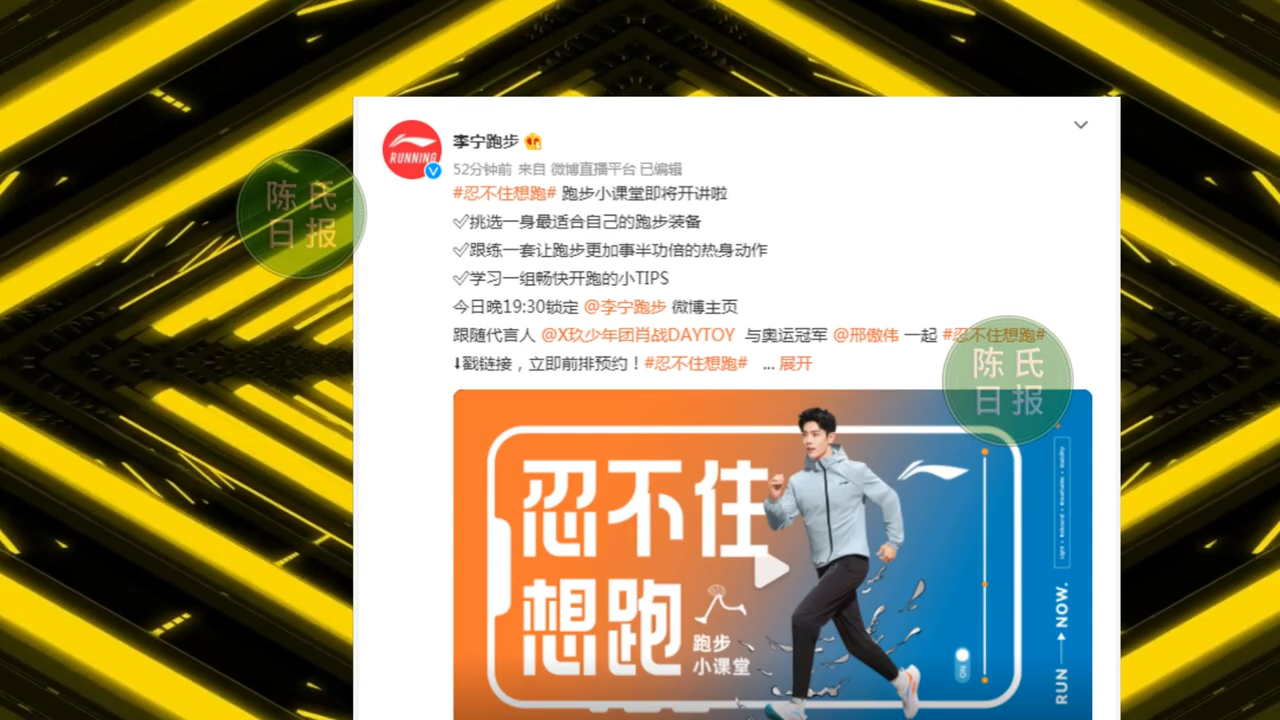 李宁跑步
RUNNING
52分钟前 来自 微博直播平台 已编辑
#忍不住想跑# 跑步小课堂即将开讲啦
✓挑选一身最适合自己的跑步装备
✓跟练一套让跑步更加事半功倍的热身动作
✓学习一组畅快开跑的小TIPS
今日晚19:30锁定 @李宁跑步 微博主页
跟随代言人 @X玖少年团肖战DAYTOY 与奥运冠军 @邢傲伟 一起 #忍不住想跑#
⬇戳链接，立即前排预约！#忍不住想跑# ... 展开
陈氏
日报
陈氏
日报
忍不住
想跑
跑步
小课堂
RUN NOW.
NO